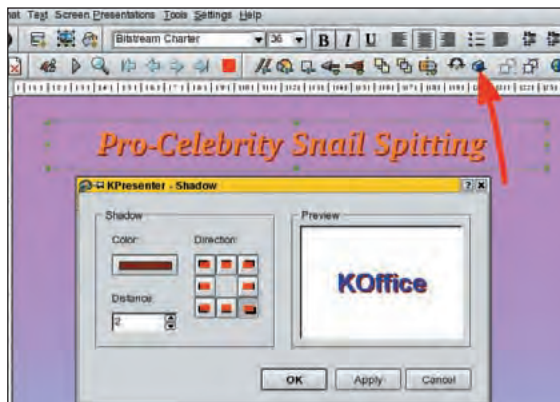 Text Screen Presentations Tools Settings Help
Bitstream Charter 36 B I U
Pro-Celebrity Snail Spitting
KPresenter - Shadow
Shadow
Preview
Color:
Direction:
KOffice
Distance:
2
OK Apply Cancel